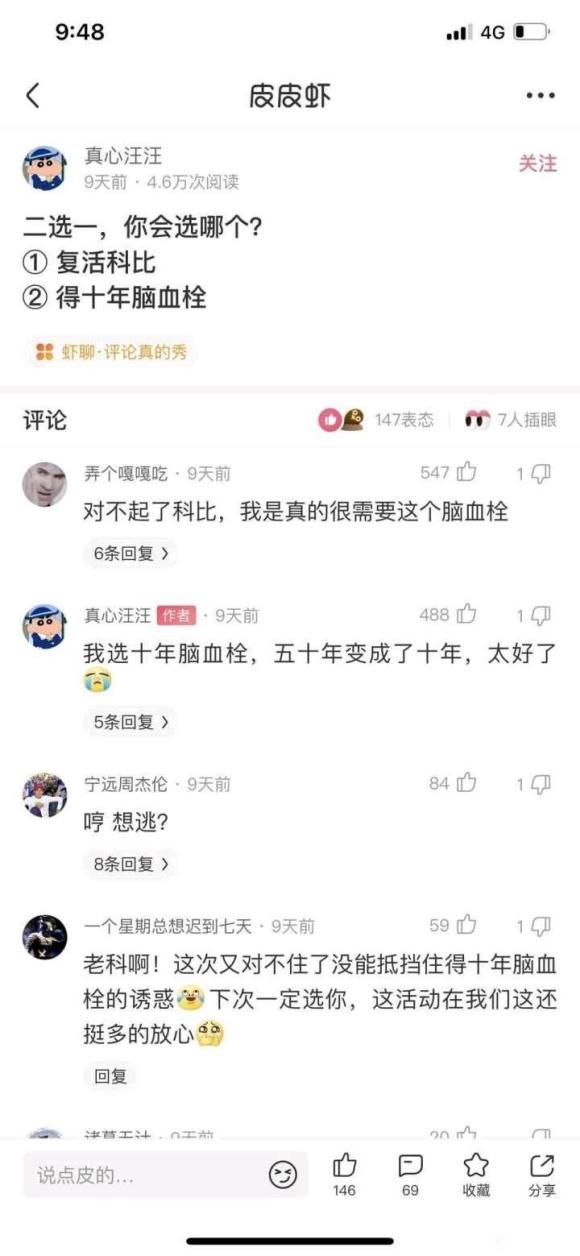 9:48
4G
皮皮虾
真心汪汪
关注
9天前 · 4.6万次阅读
二选一，你会选哪个？
① 复活科比
② 得十年脑血栓
虾聊·评论真的秀
评论
147表态
7人插眼
弄个嘎嘎吃 · 9天前
547
1
对不起了科比，我是真的很需要这个脑血栓
6条回复
真心汪汪 作者 · 9天前
488
1
我选十年脑血栓，五十年变成了十年，太好了
😭
5条回复
宁远周杰伦 · 9天前
84
1
哼 想逃？
8条回复
一个星期总想迟到七天 · 9天前
59
1
老科啊！这次又对不住了没能抵挡住得十年脑血
栓的诱惑😂下次一定选你，这活动在我们这还
挺多的放心🤭
回复
9天前
20
说点皮的...
146
69
收藏
分享